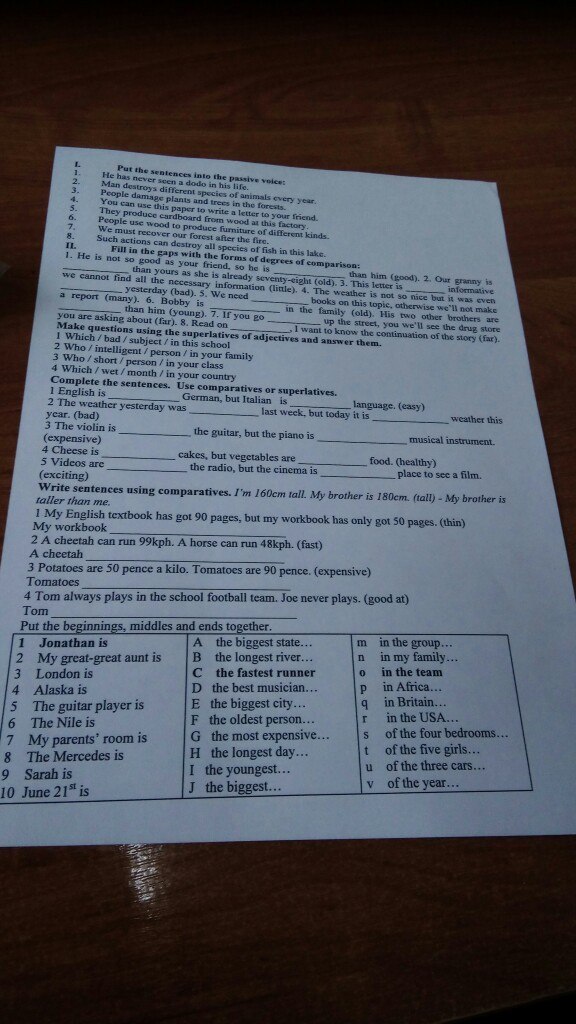 I. Put the sentences into the passive voice:
1. He has never seen a dodo in his life.
2. Man destroys different species of animals every year.
3. People damage plants and trees in the forests.
4. You can use this paper to write a letter to your friend.
5. They produce cardboard from wood at this factory.
6. People use wood to produce furniture of different kinds.
7. We must recover our forest after the fire.
8. Such actions can destroy all species of fish in this lake.
II. Fill in the gaps with the forms of degrees of comparison:
1. He is not so good as your friend, so he is ________ than him (good). 2. Our granny is
________ than yours as she is already seventy-eight (old). 3. This letter is ________ informative
we cannot find all the necessary information (little). 4. The weather is not so nice but it was even
________ yesterday (bad). 5. We need ________ books on this topic, otherwise we'll not make
a report (many). 6. Bobby is ________ in the family (old). His two other brothers are
________ than him (young). 7. If you go ________ up the street, you we'll see the drug store
you are asking about (far). 8. Read on ________, I want to know the continuation of the story (far).
Make questions using the superlatives of adjectives and answer them.
1 Which / bad / subject / in this school
2 Who / intelligent / person / in your family
3 Who / short / person / in your class
4 Which / wet / month / in your country
Complete the sentences. Use comparatives or superlatives.
1 English is ________ German, but Italian is ________ language. (easy)
2 The weather yesterday was ________ last week, but today it is ________ weather this
year. (bad)
3 The violin is ________ the guitar, but the piano is ________ musical instrument.
(expensive)
4 Cheese is ________ cakes, but vegetables are ________ food. (healthy)
5 Videos are ________ the radio, but the cinema is ________ place to see a film.
(exciting)
Write sentences using comparatives. I'm 160cm tall. My brother is 180cm. (tall) - My brother is
taller than me.
1 My English textbook has got 90 pages, but my workbook has only got 50 pages. (thin)
My workbook ________
2 A cheetah can run 99kph. A horse can run 48kph. (fast)
A cheetah ________
3 Potatoes are 50 pence a kilo. Tomatoes are 90 pence. (expensive)
Tomatoes ________
4 Tom always plays in the school football team. Joe never plays. (good at)
Tom ________
Put the beginnings, middles and ends together.
1 Jonathan is A the biggest state… m in the group…
2 My great-great aunt is B the longest river… n in my family…
3 London is C the fastest runner o in the team
4 Alaska is D the best musician… p in Africa…
5 The guitar player is E the biggest city… q in Britain…
6 The Nile is F the oldest person… r in the USA…
7 My parents' room is G the most expensive… s of the four bedrooms…
8 The Mercedes is H the longest day… t of the five girls…
9 Sarah is I the youngest… u of the three cars…
10 June 21st is J the biggest… v of the year…